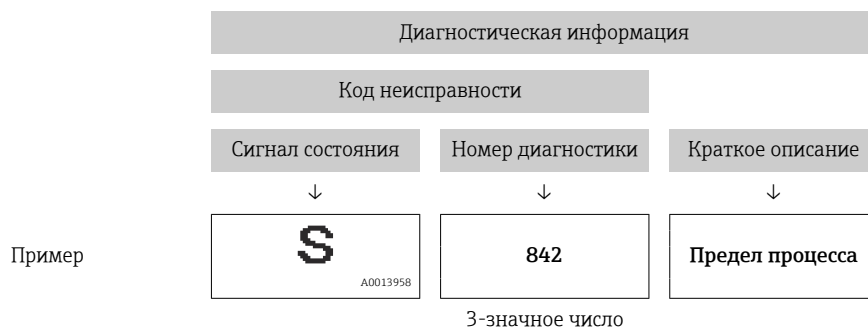 Диагностическая информация
Код неисправности
Сигнал состояния Номер диагностики Краткое описание
↓ ↓ ↓
Пример S 842 Предел процесса
A0013958
3-значное число